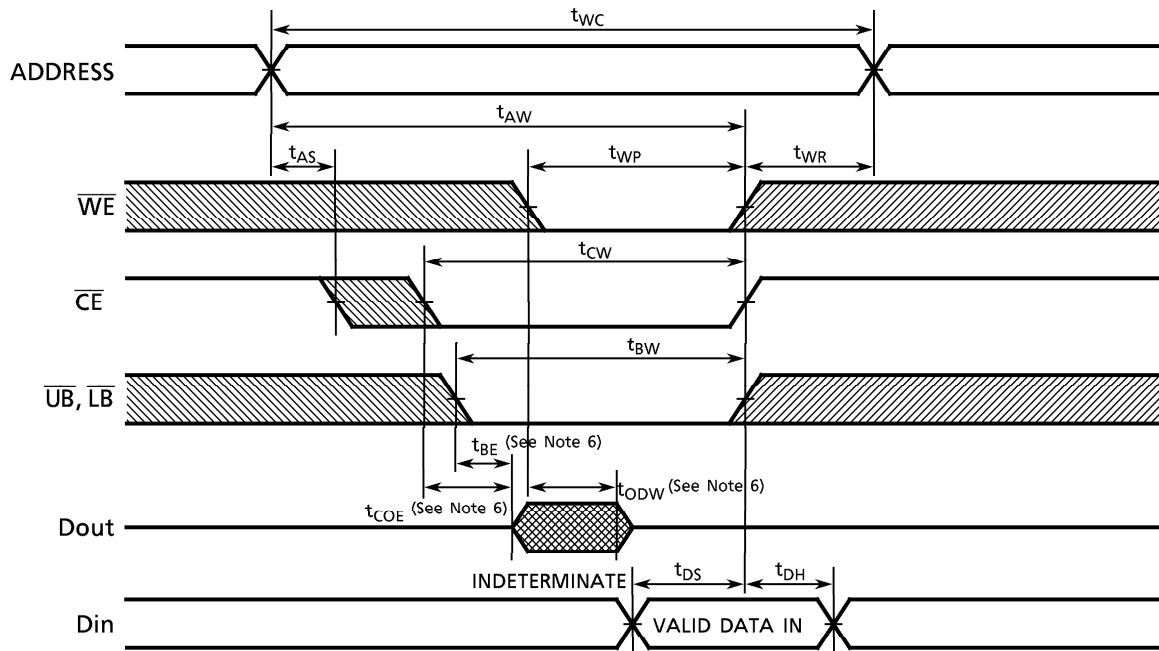 tWC
ADDRESS
tAW
tAS
tWP
tWR
WE
tCW
CE
tBW
UB, LB
tBE (See Note 6)
tCOE (See Note 6)
tODW (See Note 6)
Dout
INDETERMINATE
tDS
tDH
Din
VALID DATA IN